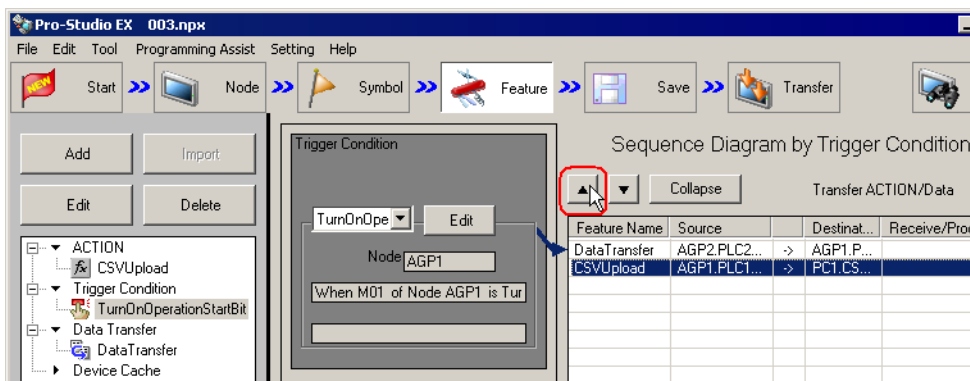 Pro-Studio EX 003.npx
File Edit Tool Programming Assist Setting Help
NEW Start Node Symbol Feature Save Transfer
Add Import
Edit Delete
ACTION
fx CSVUpload
Trigger Condition
TurnOnOperationStartBit
Data Transfer
DataTransfer
Device Cache
Trigger Condition
TurnOnOpe Edit
Node AGP1
When M01 of Node AGP1 is Tur
Sequence Diagram by Trigger Condition
Collapse Transfer ACTION/Data
Feature Name Source Destinat... Receive/Pro
DataTransfer AGP2.PLC2... -> AGP1.P...
CSVUpload AGP1.PLC1... -> PC1.CS...